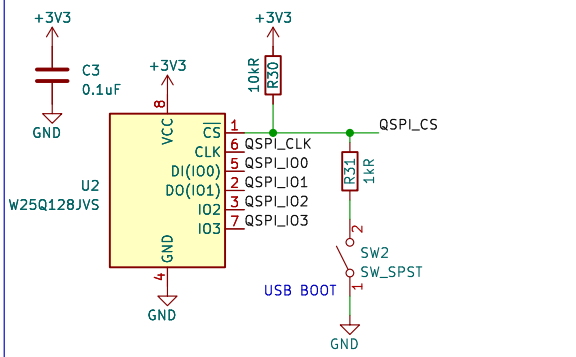 +3V3
+3V3
C3
0.1uF
GND
10kR
R30
+3V3
8
VCC
CS
1
QSPI_CS
CLK
6
QSPI_CLK
DI(IO0)
5
QSPI_IO0
DO(IO1)
2
QSPI_IO1
IO2
3
QSPI_IO2
IO3
7
QSPI_IO3
U2
W25Q128JVS
GND
4
GND
R31
1kR
2
SW2
SW_SPST
USB BOOT
1
GND